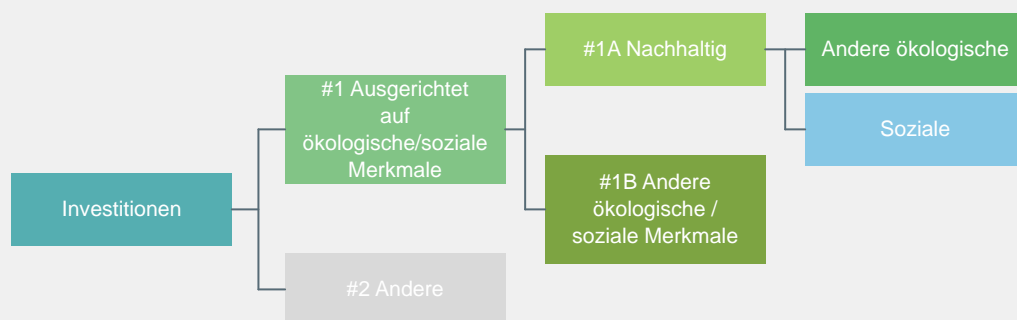 Investitionen
#1 Ausgerichtet
auf
ökologische/soziale
Merkmale
#2 Andere
#1A Nachhaltig
#1B Andere
ökologische /
soziale Merkmale
Andere ökologische
Soziale